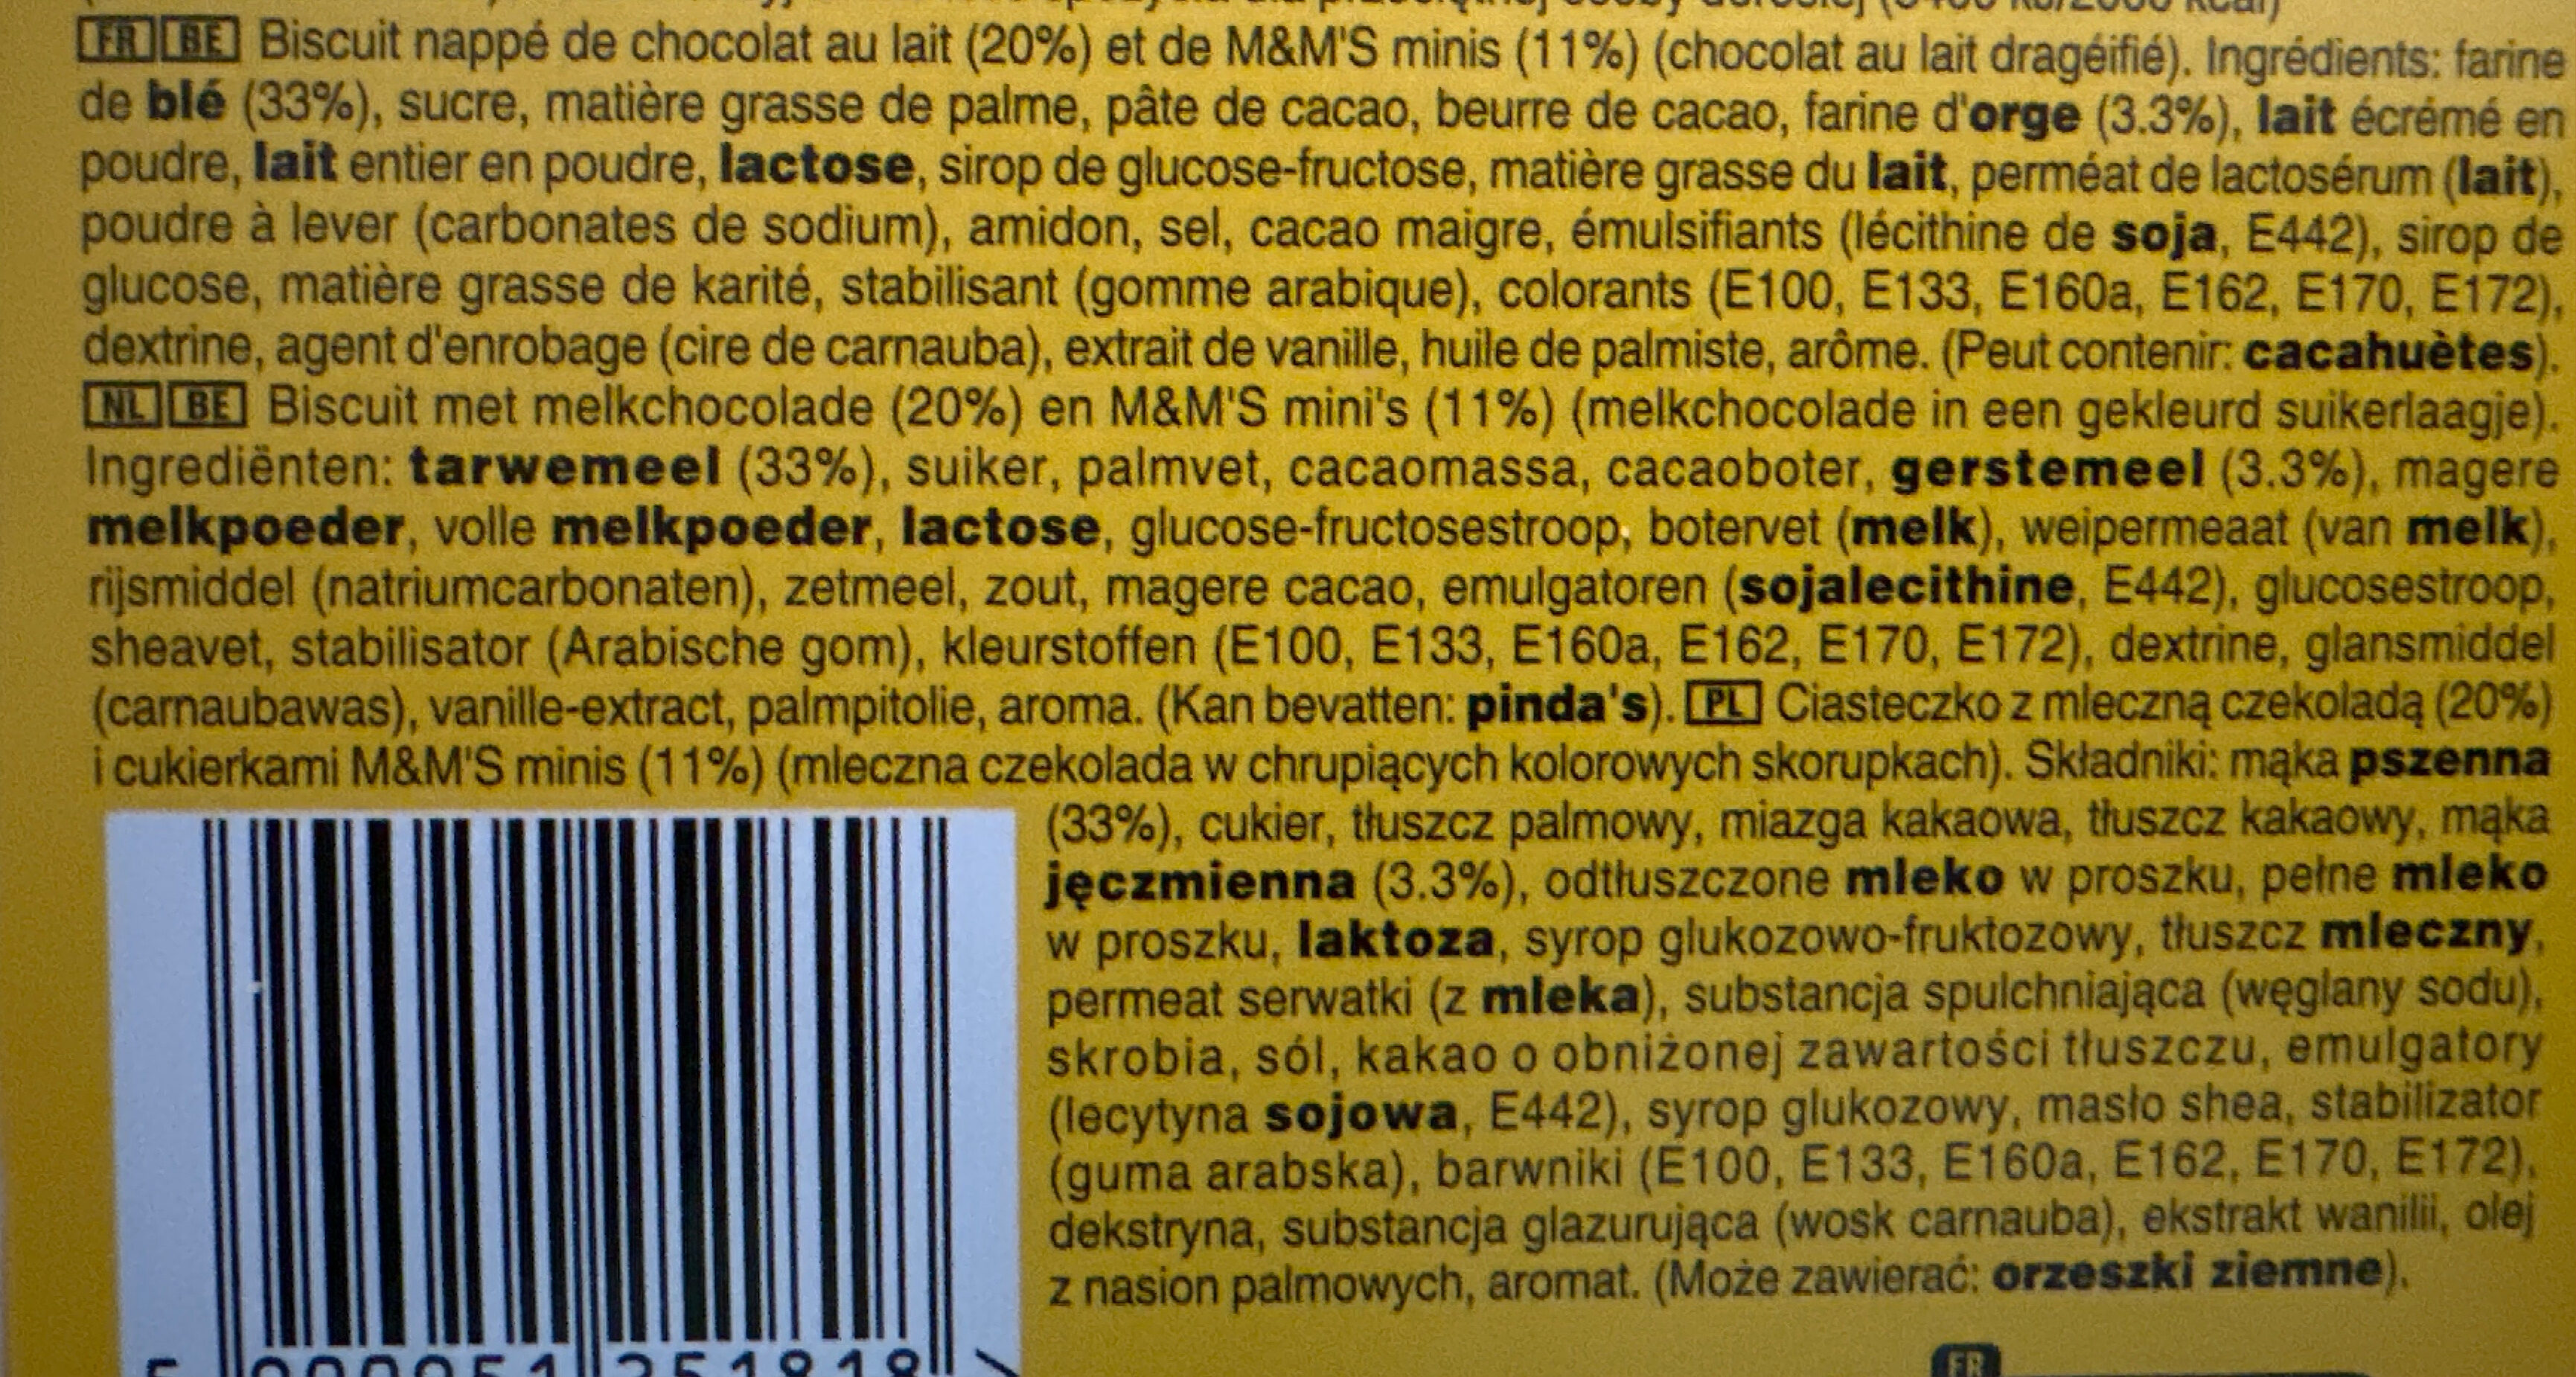 FR BE Biscuit nappé de chocolat au lait (20%) et de M&M'S minis (11%) (chocolat au lait dragéifié). Ingrédients: farine
de blé (33%), sucre, matière grasse de palme, pâte de cacao, beurre de cacao, farine d'orge (3.3%), lait écrémé en
poudre, lait entier en poudre, lactose, sirop de glucose-fructose, matière grasse du lait, perméat de lactosérum (lait),
poudre à lever (carbonates de sodium), amidon, sel, cacao maigre, émulsifiants (lécithine de soja, E442), sirop de
glucose, matière grasse de karité, stabilisant (gomme arabique), colorants (E100, E133, E160a, E162, E170, E172),
dextrine, agent d'enrobage (cire de carnauba), extrait de vanille, huile de palmiste, arôme. (Peut contenir: cacahuètes).
NL BE Biscuit met melkchocolade (20%) en M&M'S mini's (11%) (melkchocolade in een gekleurd suikerlaagje).
Ingrediënten: tarwemeel (33%), suiker, palmvet, cacaomassa, cacaoboter, gerstemeel (3.3%), magere
melkpoeder, volle melkpoeder, lactose, glucose-fructosestroop, botervet (melk), weipermeaat (van melk),
rijsmiddel (natriumcarbonaten), zetmeel, zout, magere cacao, emulgatoren (sojalecithine, E442), glucosestroop,
sheavet, stabilisator (Arabische gom), kleurstoffen (E100, E133, E160a, E162, E170, E172), dextrine, glansmiddel
(carnaubawas), vanille-extract, palmpitolie, aroma. (Kan bevatten: pinda's). PL Ciasteczko z mleczną czekoladą (20%)
i cukierkami M&M'S minis (11%) (mleczna czekolada w chrupiących kolorowych skorupkach). Składniki: mąka pszenna
(33%), cukier, tłuszcz palmowy, miazga kakaowa, tłuszcz kakaowy, mąka
jęczmienna (3.3%), odtłuszczone mleko w proszku, pełne mleko
w proszku, laktoza, syrop glukozowo-fruktozowy, tłuszcz mleczny,
permeat serwatki (z mleka), substancja spulchniająca (węglany sodu),
skrobia, sól, kakao o obniżonej zawartości tłuszczu, emulgatory
(lecytyna sojowa, E442), syrop glukozowy, masło shea, stabilizator
(guma arabska), barwniki (E100, E133, E160a, E162, E170, E172),
dekstryna, substancja glazurująca (wosk carnauba), ekstrakt wanilii, olej
z nasion palmowych, aromat. (Może zawierać: orzeszki ziemne).
FR